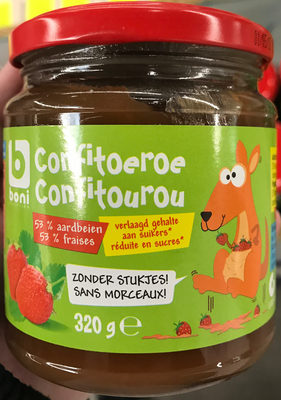 b
boni
Confitoeroe
Confitourou
53 % aardbeien
53 % fraises
verlaagd gehalte
aan suikers*
réduite en sucres*
ZONDER STUKJES!
SANS MORCEAUX!
320 g e